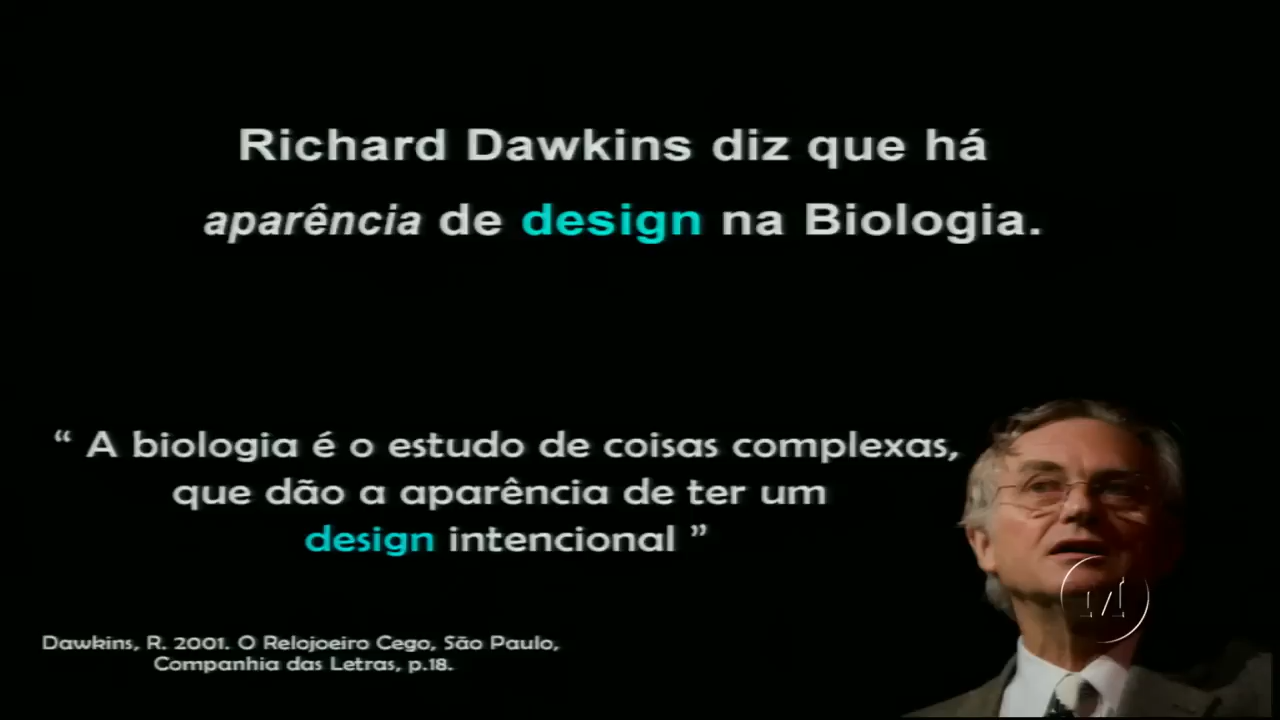 Richard Dawkins diz que há
aparência de design na Biologia.
“ A biologia é o estudo de coisas complexas,
que dão a aparência de ter um
design intencional ”
Dawkins, R. 2001. O Relojoeiro Cego, São Paulo,
Companhia das Letras, p.18.
M